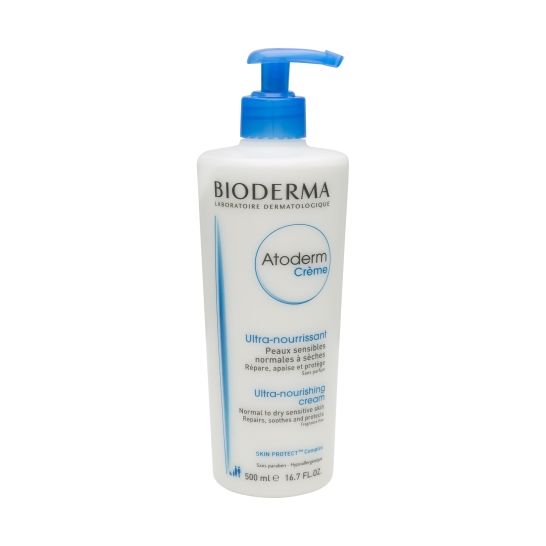 BIODERMA
LABORATOIRE DERMATOLOGIQUE
Atoderm
Crème
Ultra-nourrissant
Peaux sensibles
normales à sèches
Répare, apaise et protège
Sans parfum
Ultra-nourishing
cream
Normal to dry sensitive skin
Repairs, soothes and protects
Fragrance free
SKIN PROTECT™ Complex
Sans paraben - Hypoallergénique
500 ml ℮ 16.7 FL.OZ.